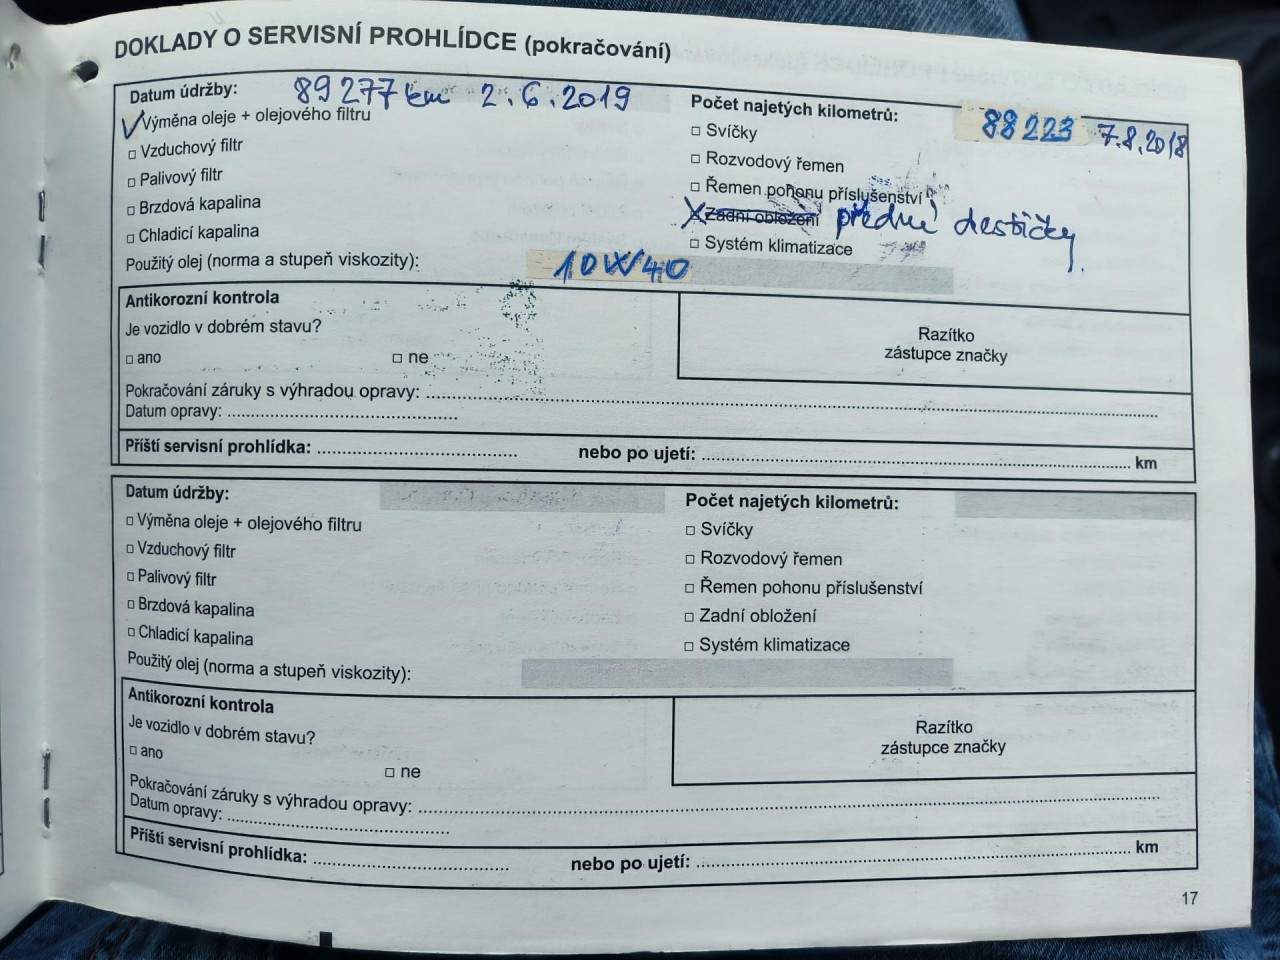 DOKLADY O SERVISNÍ PROHLÍDCE (pokračování)
Datum údržby: 89277 km 2.6.2019
Výměna oleje + olejového filtru
Vzduchový filtr
Palivový filtr
Brzdová kapalina
Chladicí kapalina
Použitý olej (norma a stupeň viskozity): 10W/40
Počet najetých kilometrů: 88223 7.8.2018
Svíčky
Rozvodový řemen
Řemen pohonu příslušenství
Zadní obložení přední destičky
Systém klimatizace
Antikorozní kontrola
Je vozidlo v dobrém stavu?
ano ne
Razítko
zástupce značky
Pokračování záruky s výhradou opravy:
Datum opravy:
Příští servisní prohlídka: nebo po ujetí: km
Datum údržby:
Výměna oleje + olejového filtru
Vzduchový filtr
Palivový filtr
Brzdová kapalina
Chladicí kapalina
Použitý olej (norma a stupeň viskozity):
Počet najetých kilometrů:
Svíčky
Rozvodový řemen
Řemen pohonu příslušenství
Zadní obložení
Systém klimatizace
Antikorozní kontrola
Je vozidlo v dobrém stavu?
ano ne
Razítko
zástupce značky
Pokračování záruky s výhradou opravy:
Datum opravy:
Příští servisní prohlídka: nebo po ujetí: km
17